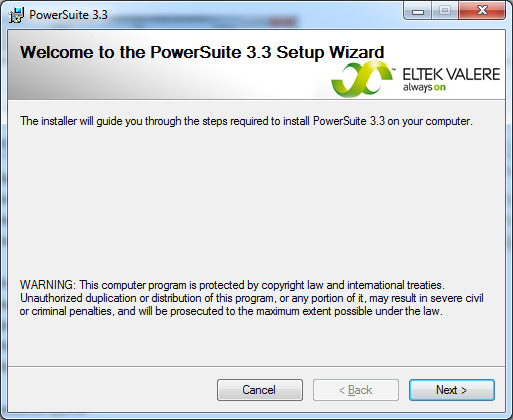 PowerSuite 3.3
Welcome to the PowerSuite 3.3 Setup Wizard
™ ELTEK VALERE
always on
The installer will guide you through the steps required to install PowerSuite 3.3 on your computer.
WARNING: This computer program is protected by copyright law and international treaties.
Unauthorized duplication or distribution of this program, or any portion of it, may result in severe civil
or criminal penalties, and will be prosecuted to the maximum extent possible under the law.
Cancel
< Back
Next >